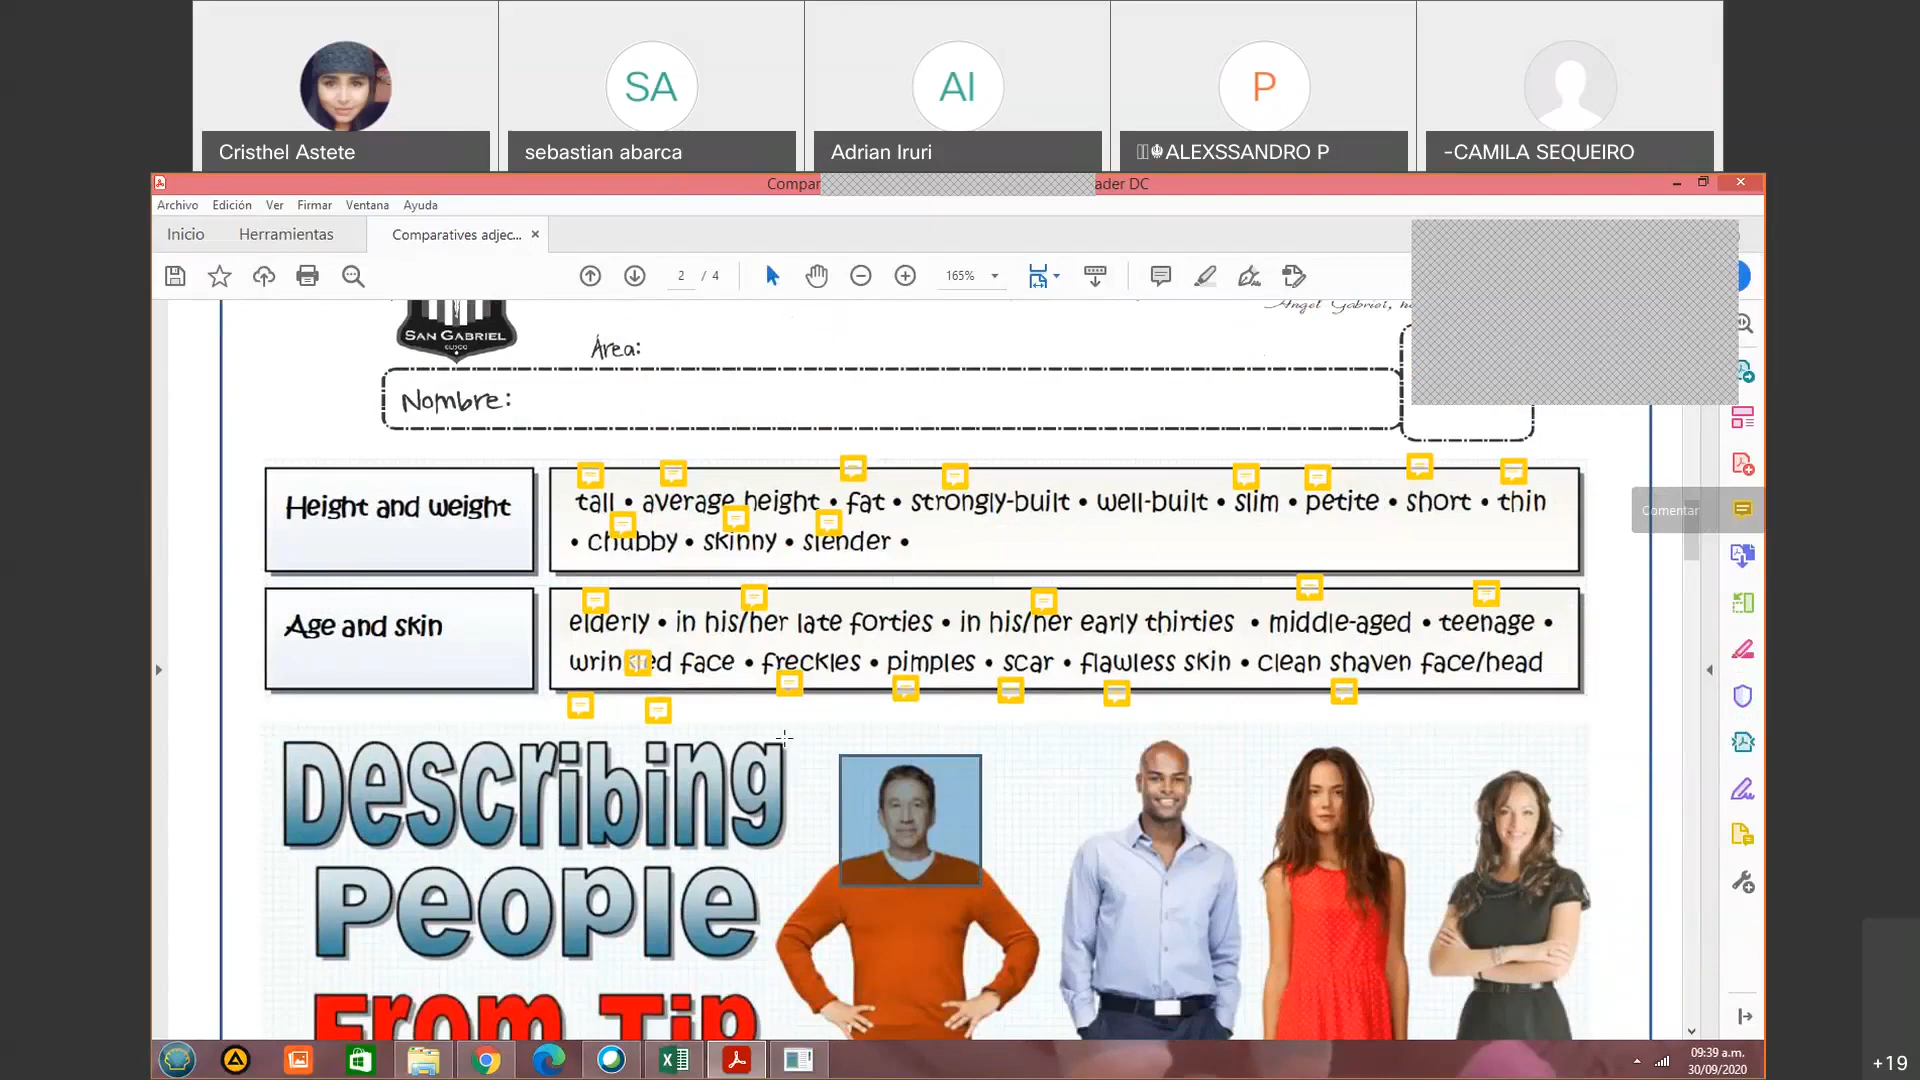 SA
AI
P
Cristhel Astete
sebastian abarca
Adrian Iruri
ALEXSSANDRO P
-CAMILA SEQUEIRO
Compar
ader DC
Archivo Edición Ver Firmar Ventana Ayuda
Inicio Herramientas Comparatives adjec...
2 / 4
165%
Angel Gabriel,
SAN GABRIEL
CUSCO
Área:
Nombre:
Height and weight
tall • average height • fat • strongly-built • well-built • slim • petite • short • thin
• chubby • skinny • slender •
Comentar
Age and skin
elderly • in his/her late forties • in his/her early thirties • middle-aged • teenage •
wrinkled face • freckles • pimples • scar • flawless skin • clean shaven face/head
Describing
People
From Tip
09:39 a.m.
30/09/2020
+19